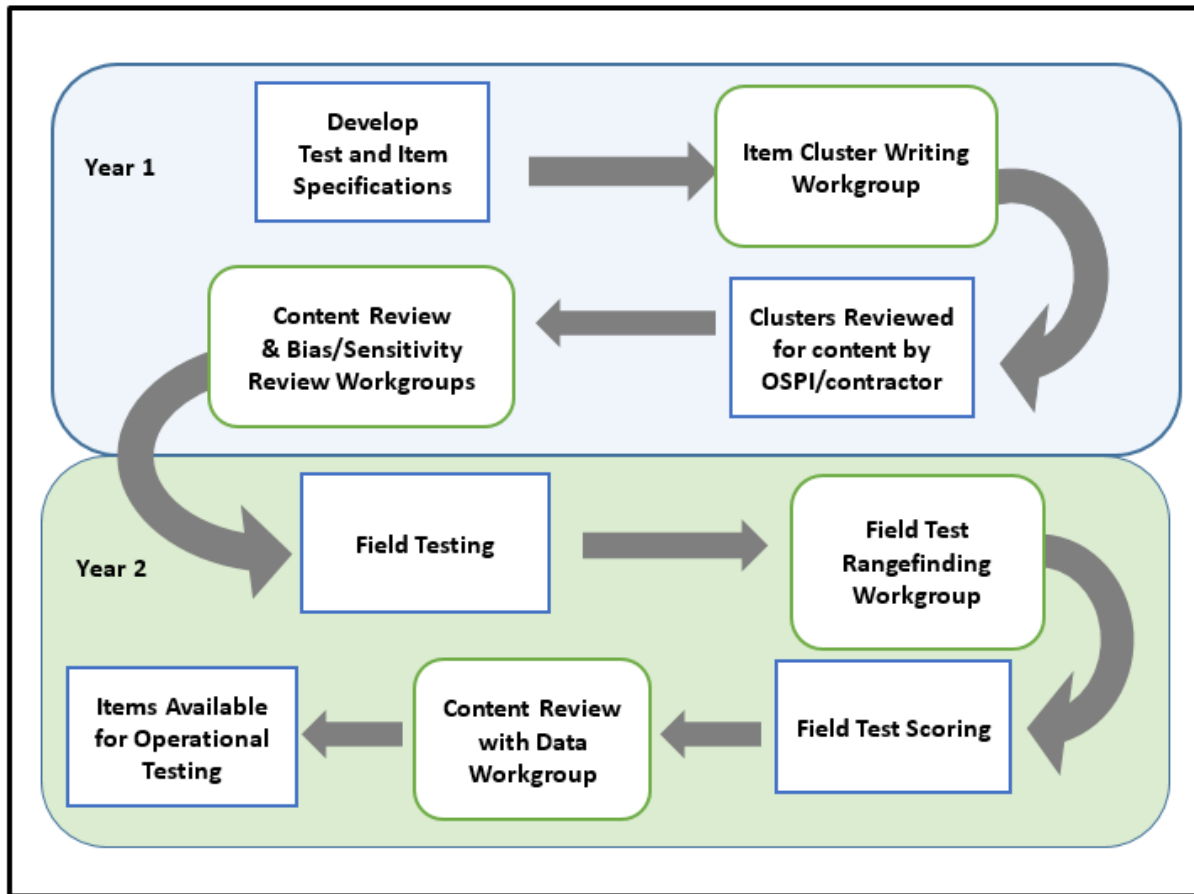 Year 1
Develop
Test and Item
Specifications
Item Cluster Writing
Workgroup
Clusters Reviewed
for content by
OSPI/contractor
Content Review
& Bias/Sensitivity
Review Workgroups
Year 2
Field Testing
Field Test
Rangefinding
Workgroup
Field Test Scoring
Content Review
with Data
Workgroup
Items Available
for Operational
Testing